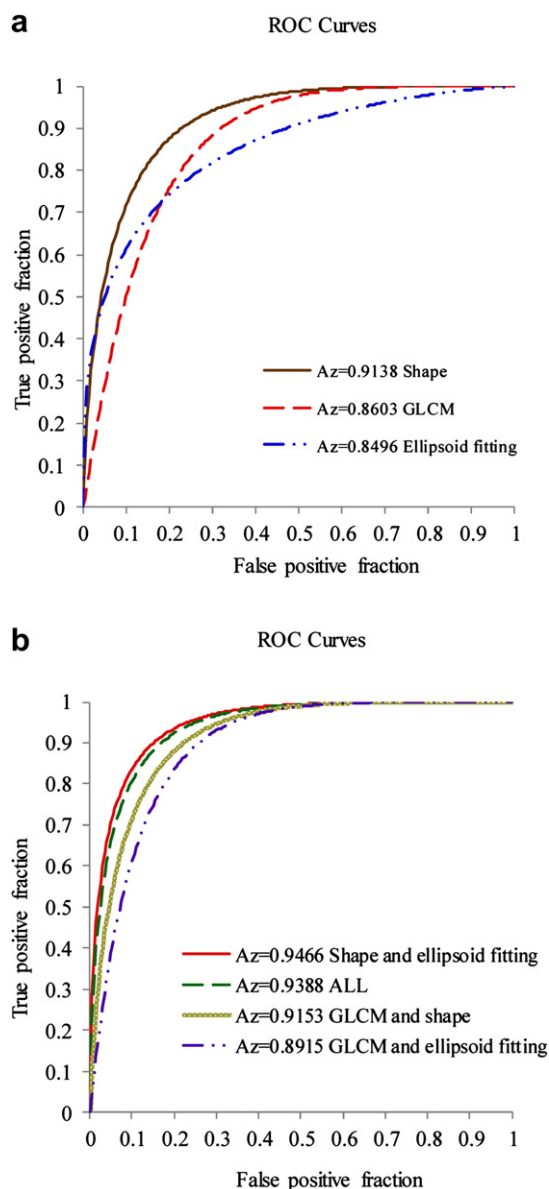 a
ROC Curves
1
0.9
0.8
0.7
0.6
0.5
0.4
0.3
0.2
0.1
0
True positive fraction
Az=0.9138 Shape
Az=0.8603 GLCM
Az=0.8496 Ellipsoid fitting
0 0.1 0.2 0.3 0.4 0.5 0.6 0.7 0.8 0.9 1
False positive fraction
b
ROC Curves
1
0.9
0.8
0.7
0.6
0.5
0.4
0.3
0.2
0.1
0
True positive fraction
Az=0.9466 Shape and ellipsoid fitting
Az=0.9388 ALL
Az=0.9153 GLCM and shape
Az=0.8915 GLCM and ellipsoid fitting
0 0.1 0.2 0.3 0.4 0.5 0.6 0.7 0.8 0.9 1
False positive fraction